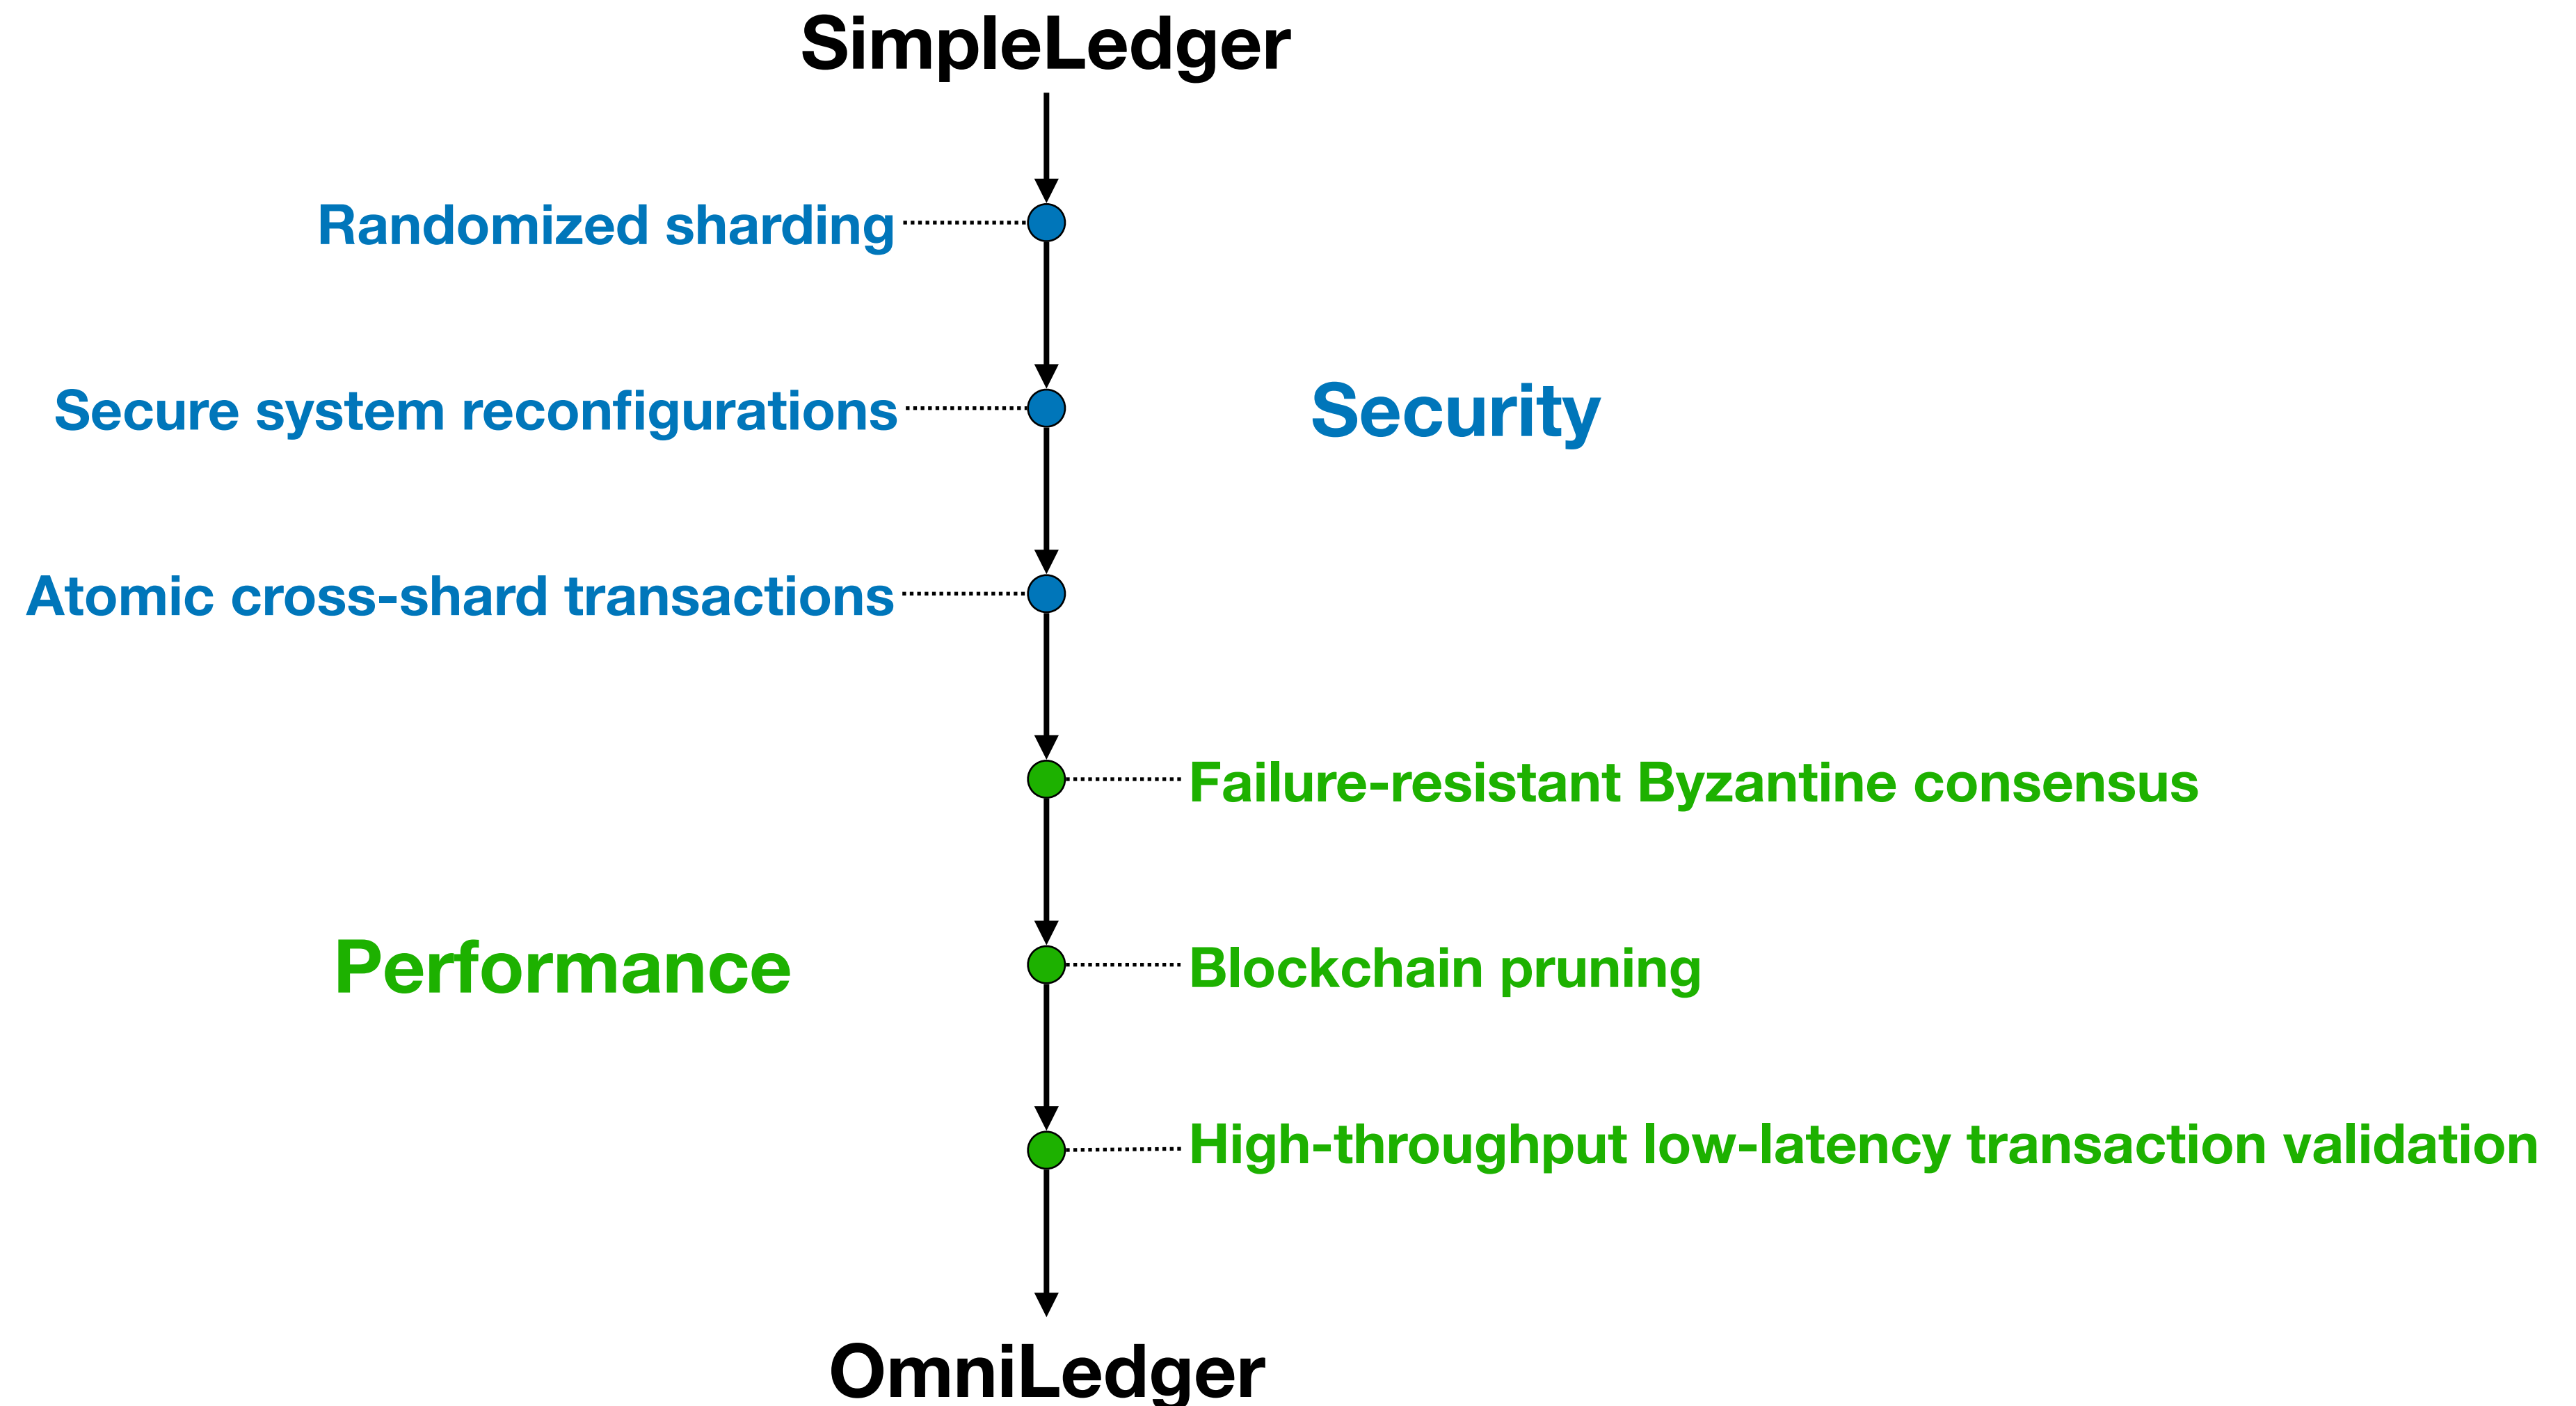 SimpleLedger
Randomized sharding
Secure system reconfigurations
Security
Atomic cross-shard transactions
Failure-resistant Byzantine consensus
Performance
Blockchain pruning
High-throughput low-latency transaction validation
OmniLedger